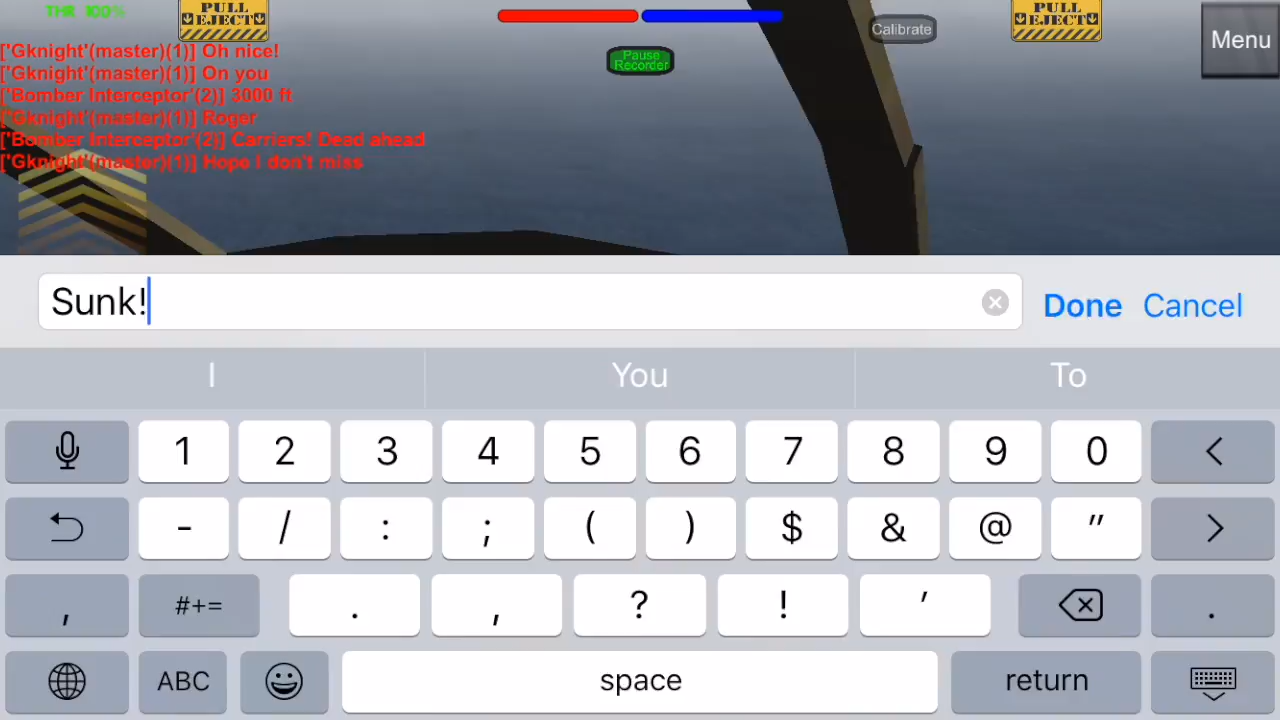 THR 100%
PULL
EJECT
PULL
EJECT
Calibrate
Menu
Pause
Recorder
['Gknight'(master)(1)] Oh nice!
['Gknight'(master)(1)] On you
['Bomber Interceptor'(2)] 3000 ft
['Gknight'(master)(1)] Roger
['Bomber Interceptor'(2)] Carriers! Dead ahead
['Gknight'(master)(1)] Hope I don't miss
Sunk!
Done Cancel
I You To
1 2 3 4 5 6 7 8 9 0 <
- / : ; ( ) $ & @ " >
, #+= . , ? ! ' .
ABC space return